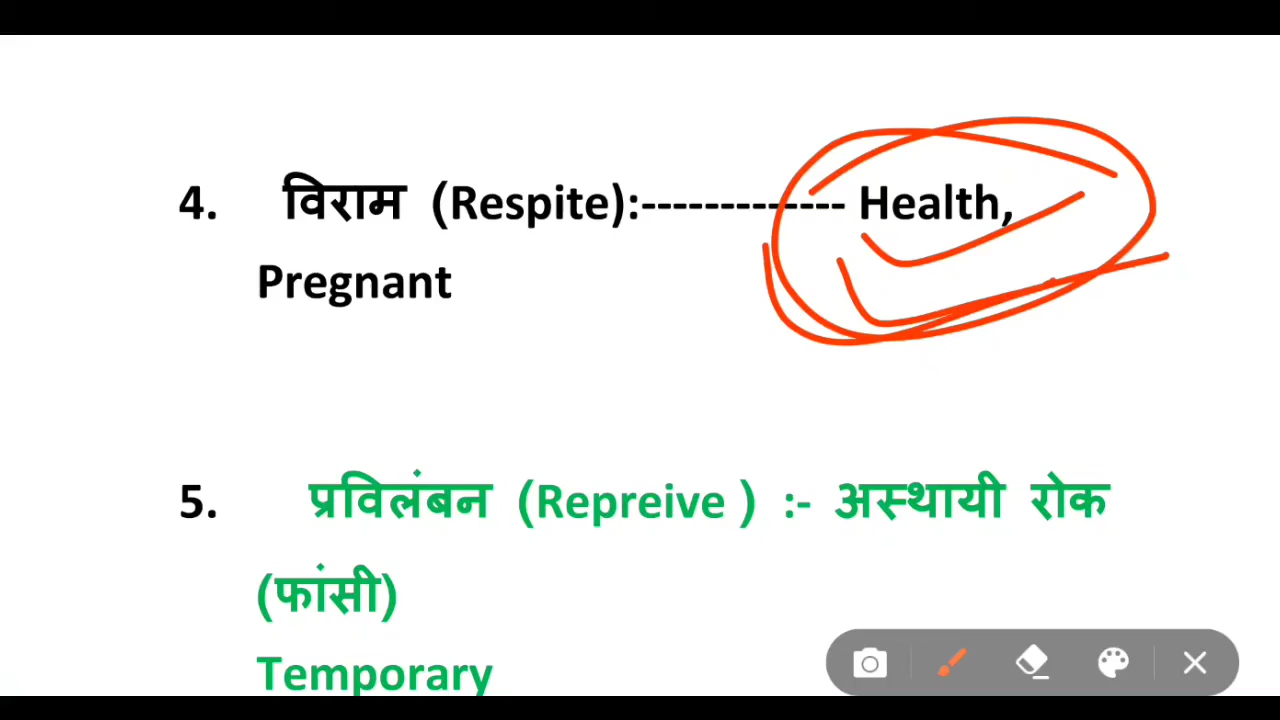 4. विराम (Respite):------------- Health,
Pregnant
5. प्रविलंबन (Repreive ) :- अस्थायी रोक
(फांसी)
Temporary